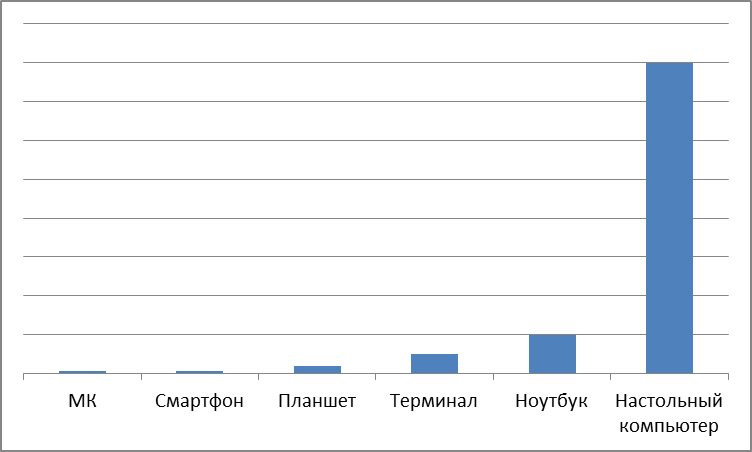 МК
Смартфон
Планшет
Терминал
Ноутбук
Настольный
компьютер